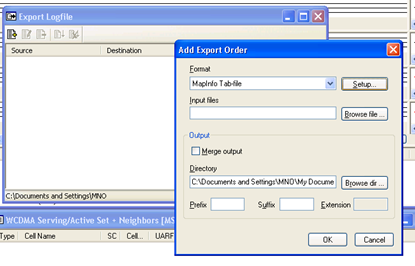 Export Logfile
Source Destination
C:\Documents and Settings\MNO
Add Export Order
Format
MapInfo Tab-file
Setup...
Input files
Browse file ...
Output
Merge output
Directory
C:\Documents and Settings\MNO\My Docume
Browse dir ...
Prefix Suffix Extension
OK Cancel
WCDMA Serving/Active Set + Neighbors [MS
Type Cell Name SC Cell... UARF